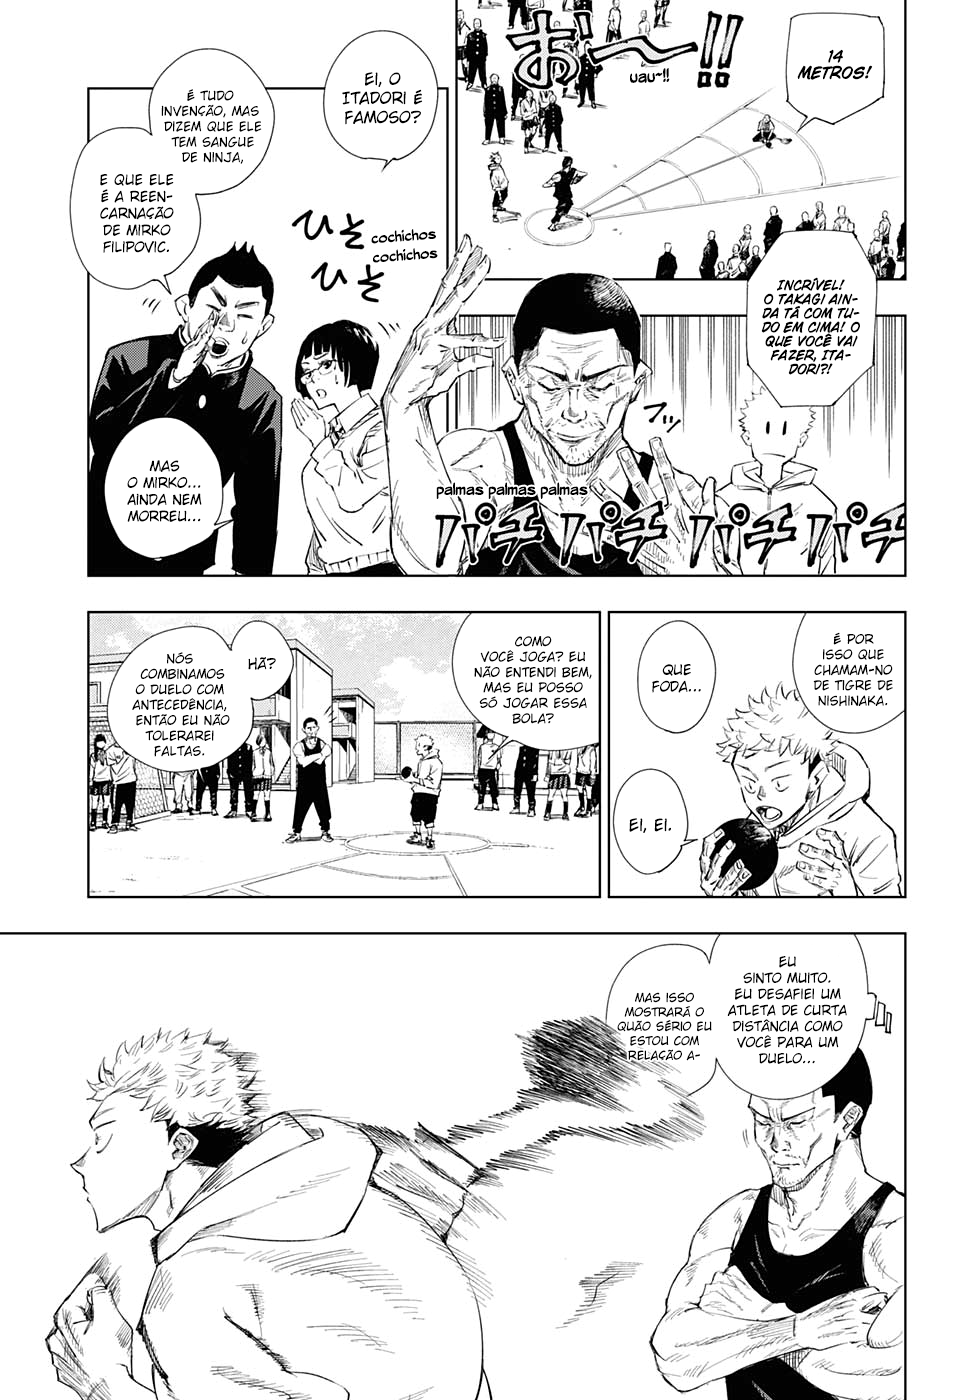 14
METROS!
お〜!!
uau~!!
INCRÍVEL!
O TAKAGI AIN-
DA TÁ COM TU-
DO EM CIMA! O
QUE VOCÊ VAI
FAZER, ITA-
DORI?!
ブッ
palmas palmas palmas
パチ パチ パチ パチ
EI, O
ITADORI É
FAMOSO?
É TUDO
INVENÇÃO, MAS
DIZEM QUE ELE
TEM SANGUE
DE NINJA,
E QUE ELE
É A REEN-
CARNAÇÃO
DE MIRKO
FILIPOVIC.
ひそ
cochichos
ひそ
cochichos
MAS
O MIRKO...
AINDA NEM
MORREU...
É POR
ISSO QUE
CHAMAM-NO
DE TIGRE DE
NISHINAKA.
QUE
FODA...
EI, EI.
COMO
VOCÊ JOGA? EU
NÃO ENTENDI BEM,
MAS EU POSSO
SÓ JOGAR ESSA
BOLA?
HÃ?
NÓS
COMBINAMOS
O DUELO COM
ANTECEDÊNCIA,
ENTÃO EU NÃO
TOLERAREI
FALTAS.
EU
SINTO MUITO.
EU DESAFIEI UM
ATLETA DE CURTA
DISTÂNCIA COMO
VOCÊ PARA UM
DUELO...
MAS ISSO
MOSTRARÁ O
QUÃO SÉRIO EU
ESTOU COM
RELAÇÃO A-